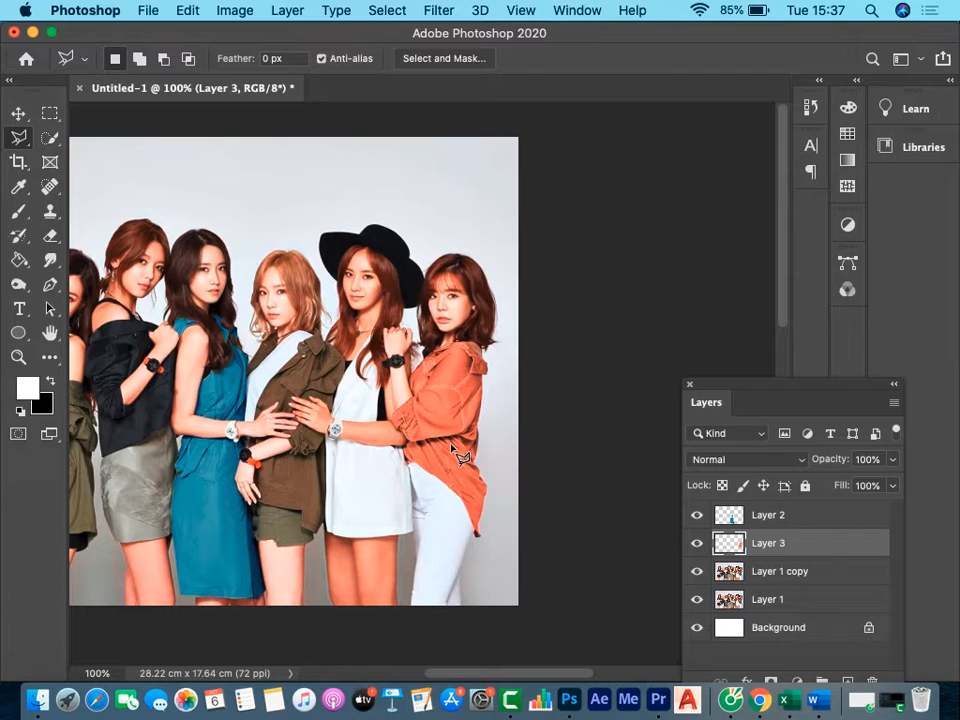 Photoshop File Edit Image Layer Type Select Filter 3D View Window Help 85% Tue 15:37
Adobe Photoshop 2020
Feather: 0 px Anti-alias Select and Mask...
Untitled-1 @ 100% (Layer 3, RGB/8*) *
Learn
Libraries
Layers
Kind
Normal Opacity: 100%
Lock: Fill: 100%
Layer 2
Layer 3
Layer 1 copy
Layer 1
Background
100% 28.22 cm x 17.64 cm (72 ppi)